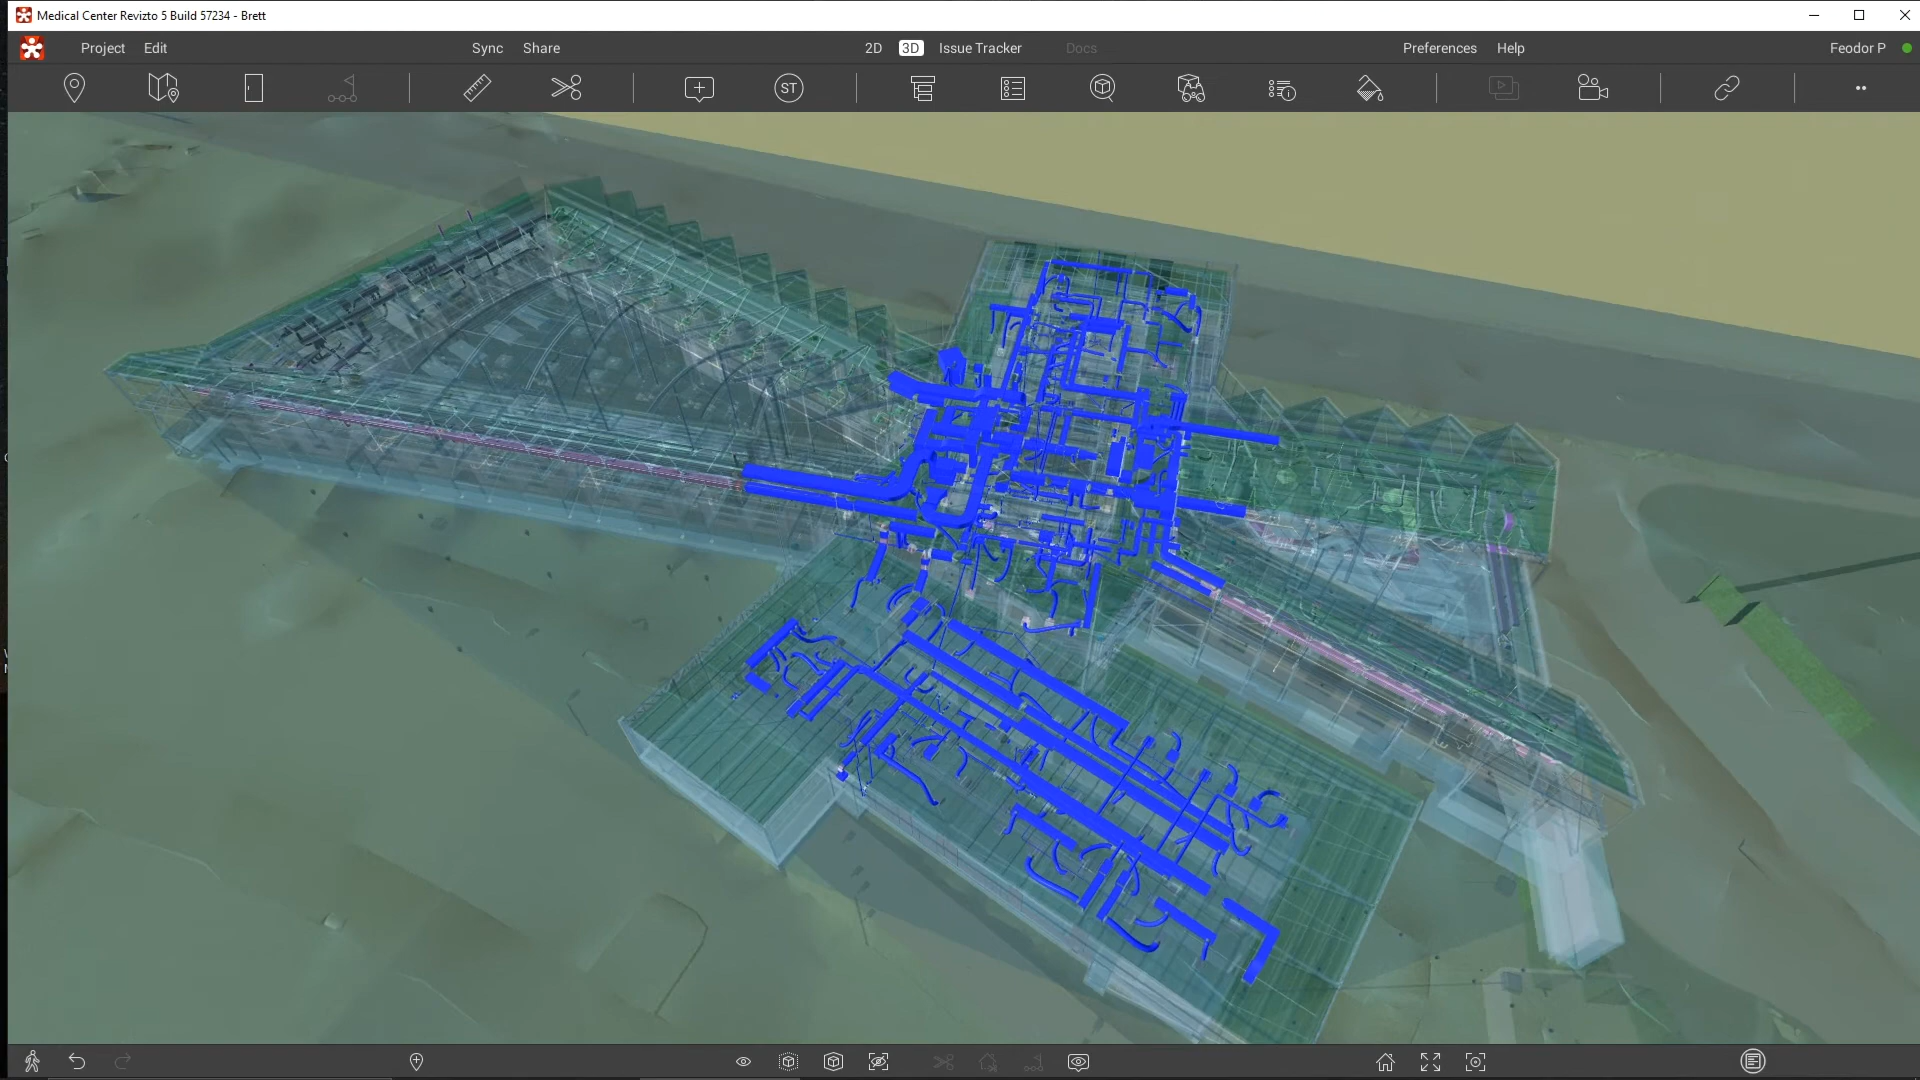 Medical Center Revizto 5 Build 57234 - Brett
Project Edit Sync Share 2D 3D Issue Tracker Docs Preferences Help Feodor P
ST